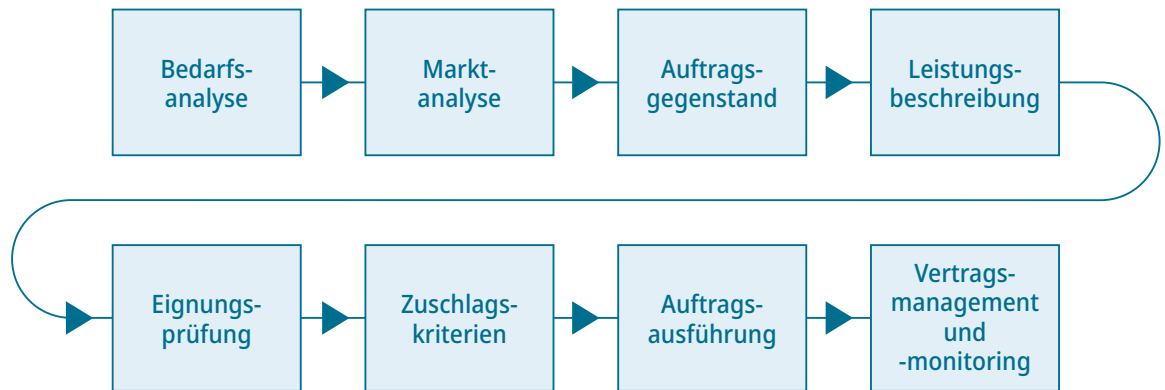 Bedarfs-
analyse
Markt-
analyse
Auftrags-
gegenstand
Leistungs-
beschreibung
Eignungs-
prüfung
Zuschlags-
kriterien
Auftrags-
ausführung
Vertrags-
management
und
-monitoring